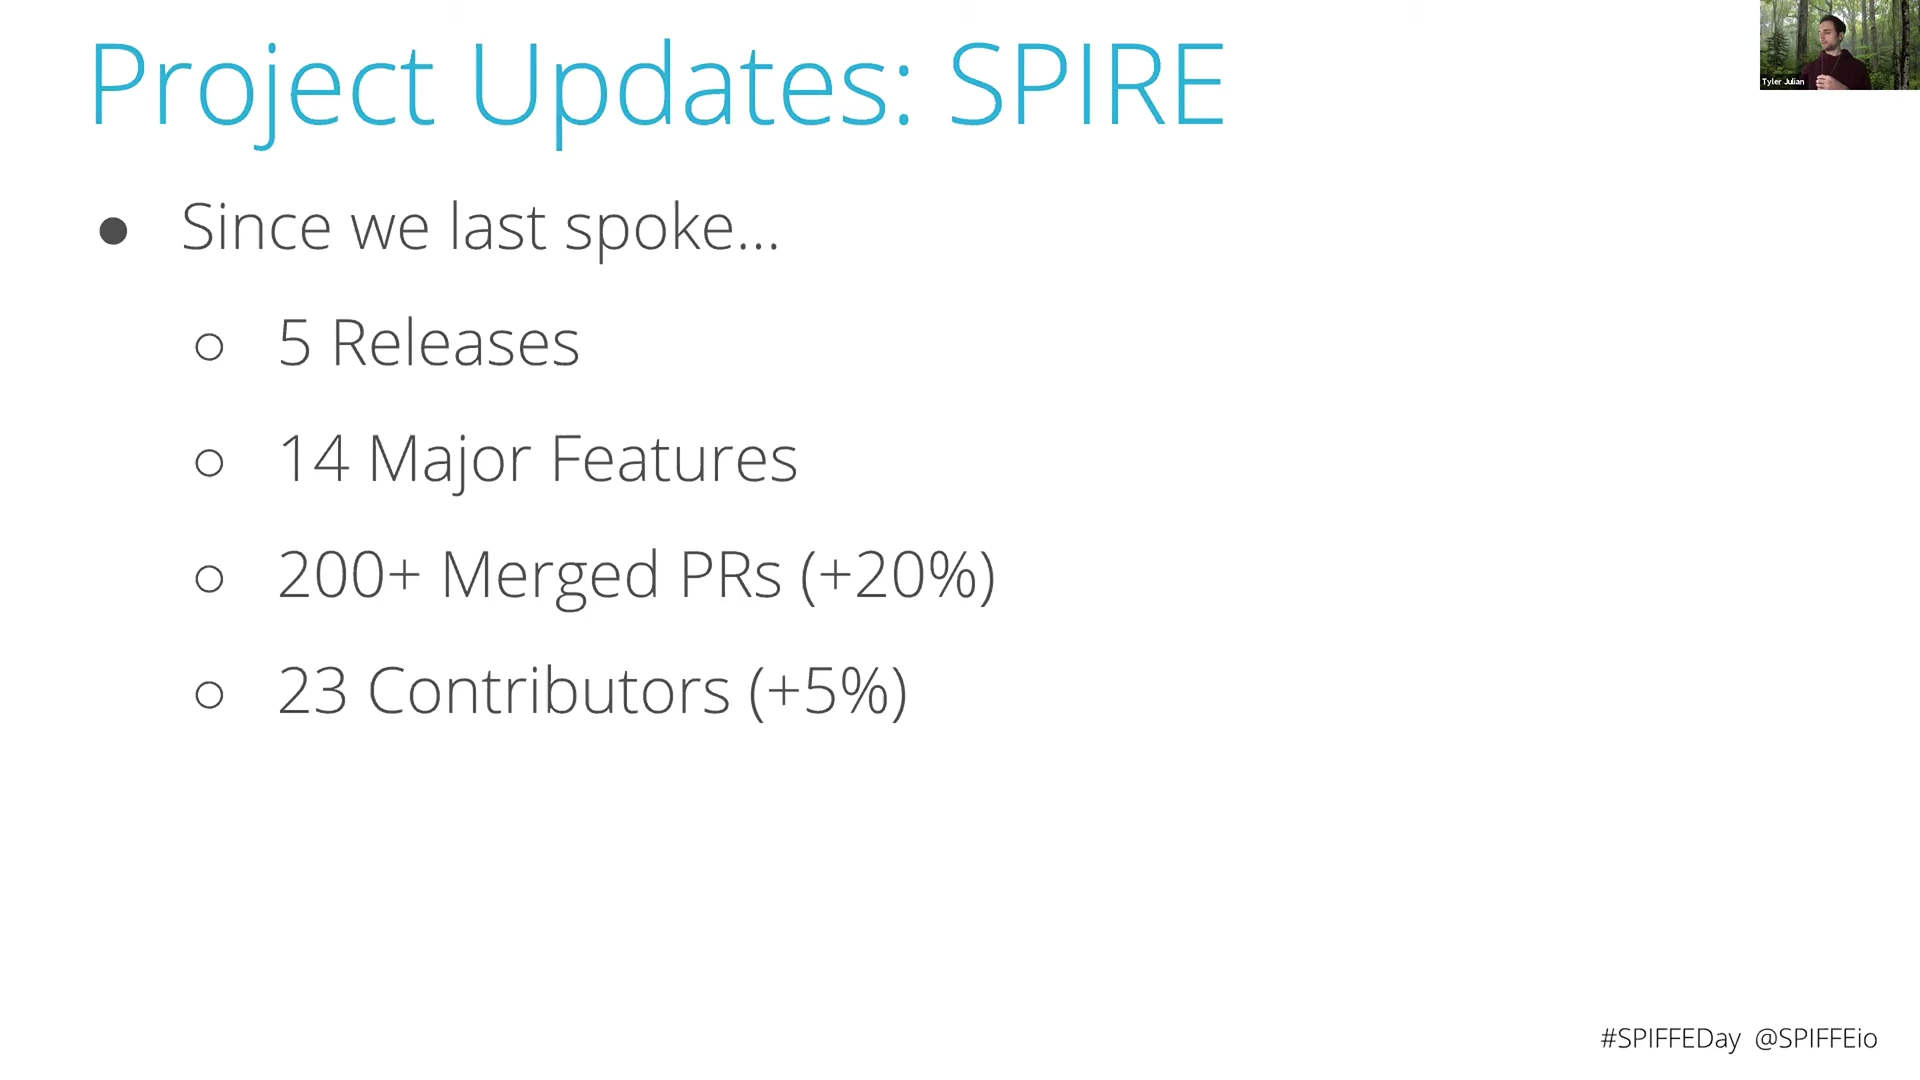 Project Updates: SPIRE
Tyler Julian
● Since we last spoke...
○ 5 Releases
○ 14 Major Features
○ 200+ Merged PRs (+20%)
○ 23 Contributors (+5%)
#SPIFFEDay @SPIFFEio